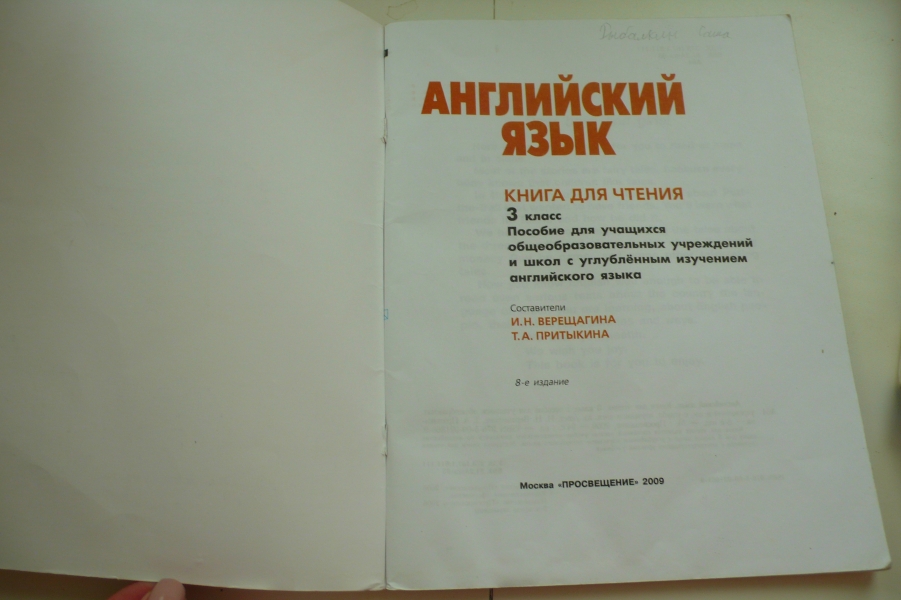 АНГЛИЙСКИЙ
ЯЗЫК
КНИГА ДЛЯ ЧТЕНИЯ
3 класс
Пособие для учащихся
общеобразовательных учреждений
и школ с углублённым изучением
английского языка
Составители
И. Н. ВЕРЕЩАГИНА
Т. А. ПРИТЫКИНА
8-е издание
Москва «ПРОСВЕЩЕНИЕ» 2009